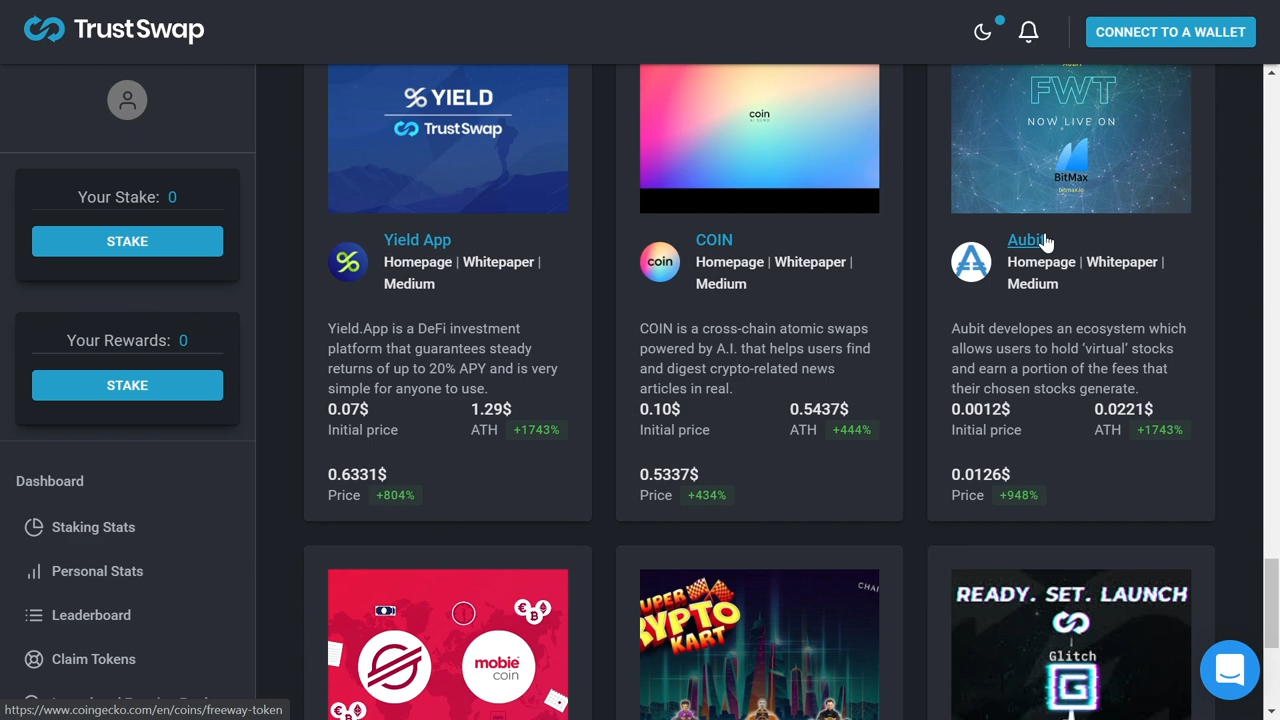 TrustSwap
CONNECT TO A WALLET
Your Stake: 0
STAKE
Your Rewards: 0
STAKE
Dashboard
Staking Stats
Personal Stats
Leaderboard
Claim Tokens
YIELD
TrustSwap
Yield App
Homepage | Whitepaper |
Medium
Yield.App is a DeFi investment
platform that guarantees steady
returns of up to 20% APY and is very
simple for anyone to use.
0.07$ 1.29$
Initial price ATH +1743%
0.6331$
Price +804%
coin
COIN
coin
Homepage | Whitepaper |
Medium
COIN is a cross-chain atomic swaps
powered by A.I. that helps users find
and digest crypto-related news
articles in real.
0.10$ 0.5437$
Initial price ATH +444%
0.5337$
Price +434%
FWT
NOW LIVE ON
BitMax
bitmax.io
Aubit
Homepage | Whitepaper |
Medium
Aubit developes an ecosystem which
allows users to hold ‘virtual’ stocks
and earn a portion of the fees that
their chosen stocks generate.
0.0012$ 0.0221$
Initial price ATH +1743%
0.0126$
Price +948%
mobie
coin
SUPER
KRYPTO
KART
CHAI
READY. SET. LAUNCH
Glitch
G
https://www.coingecko.com/en/coins/freeway-token